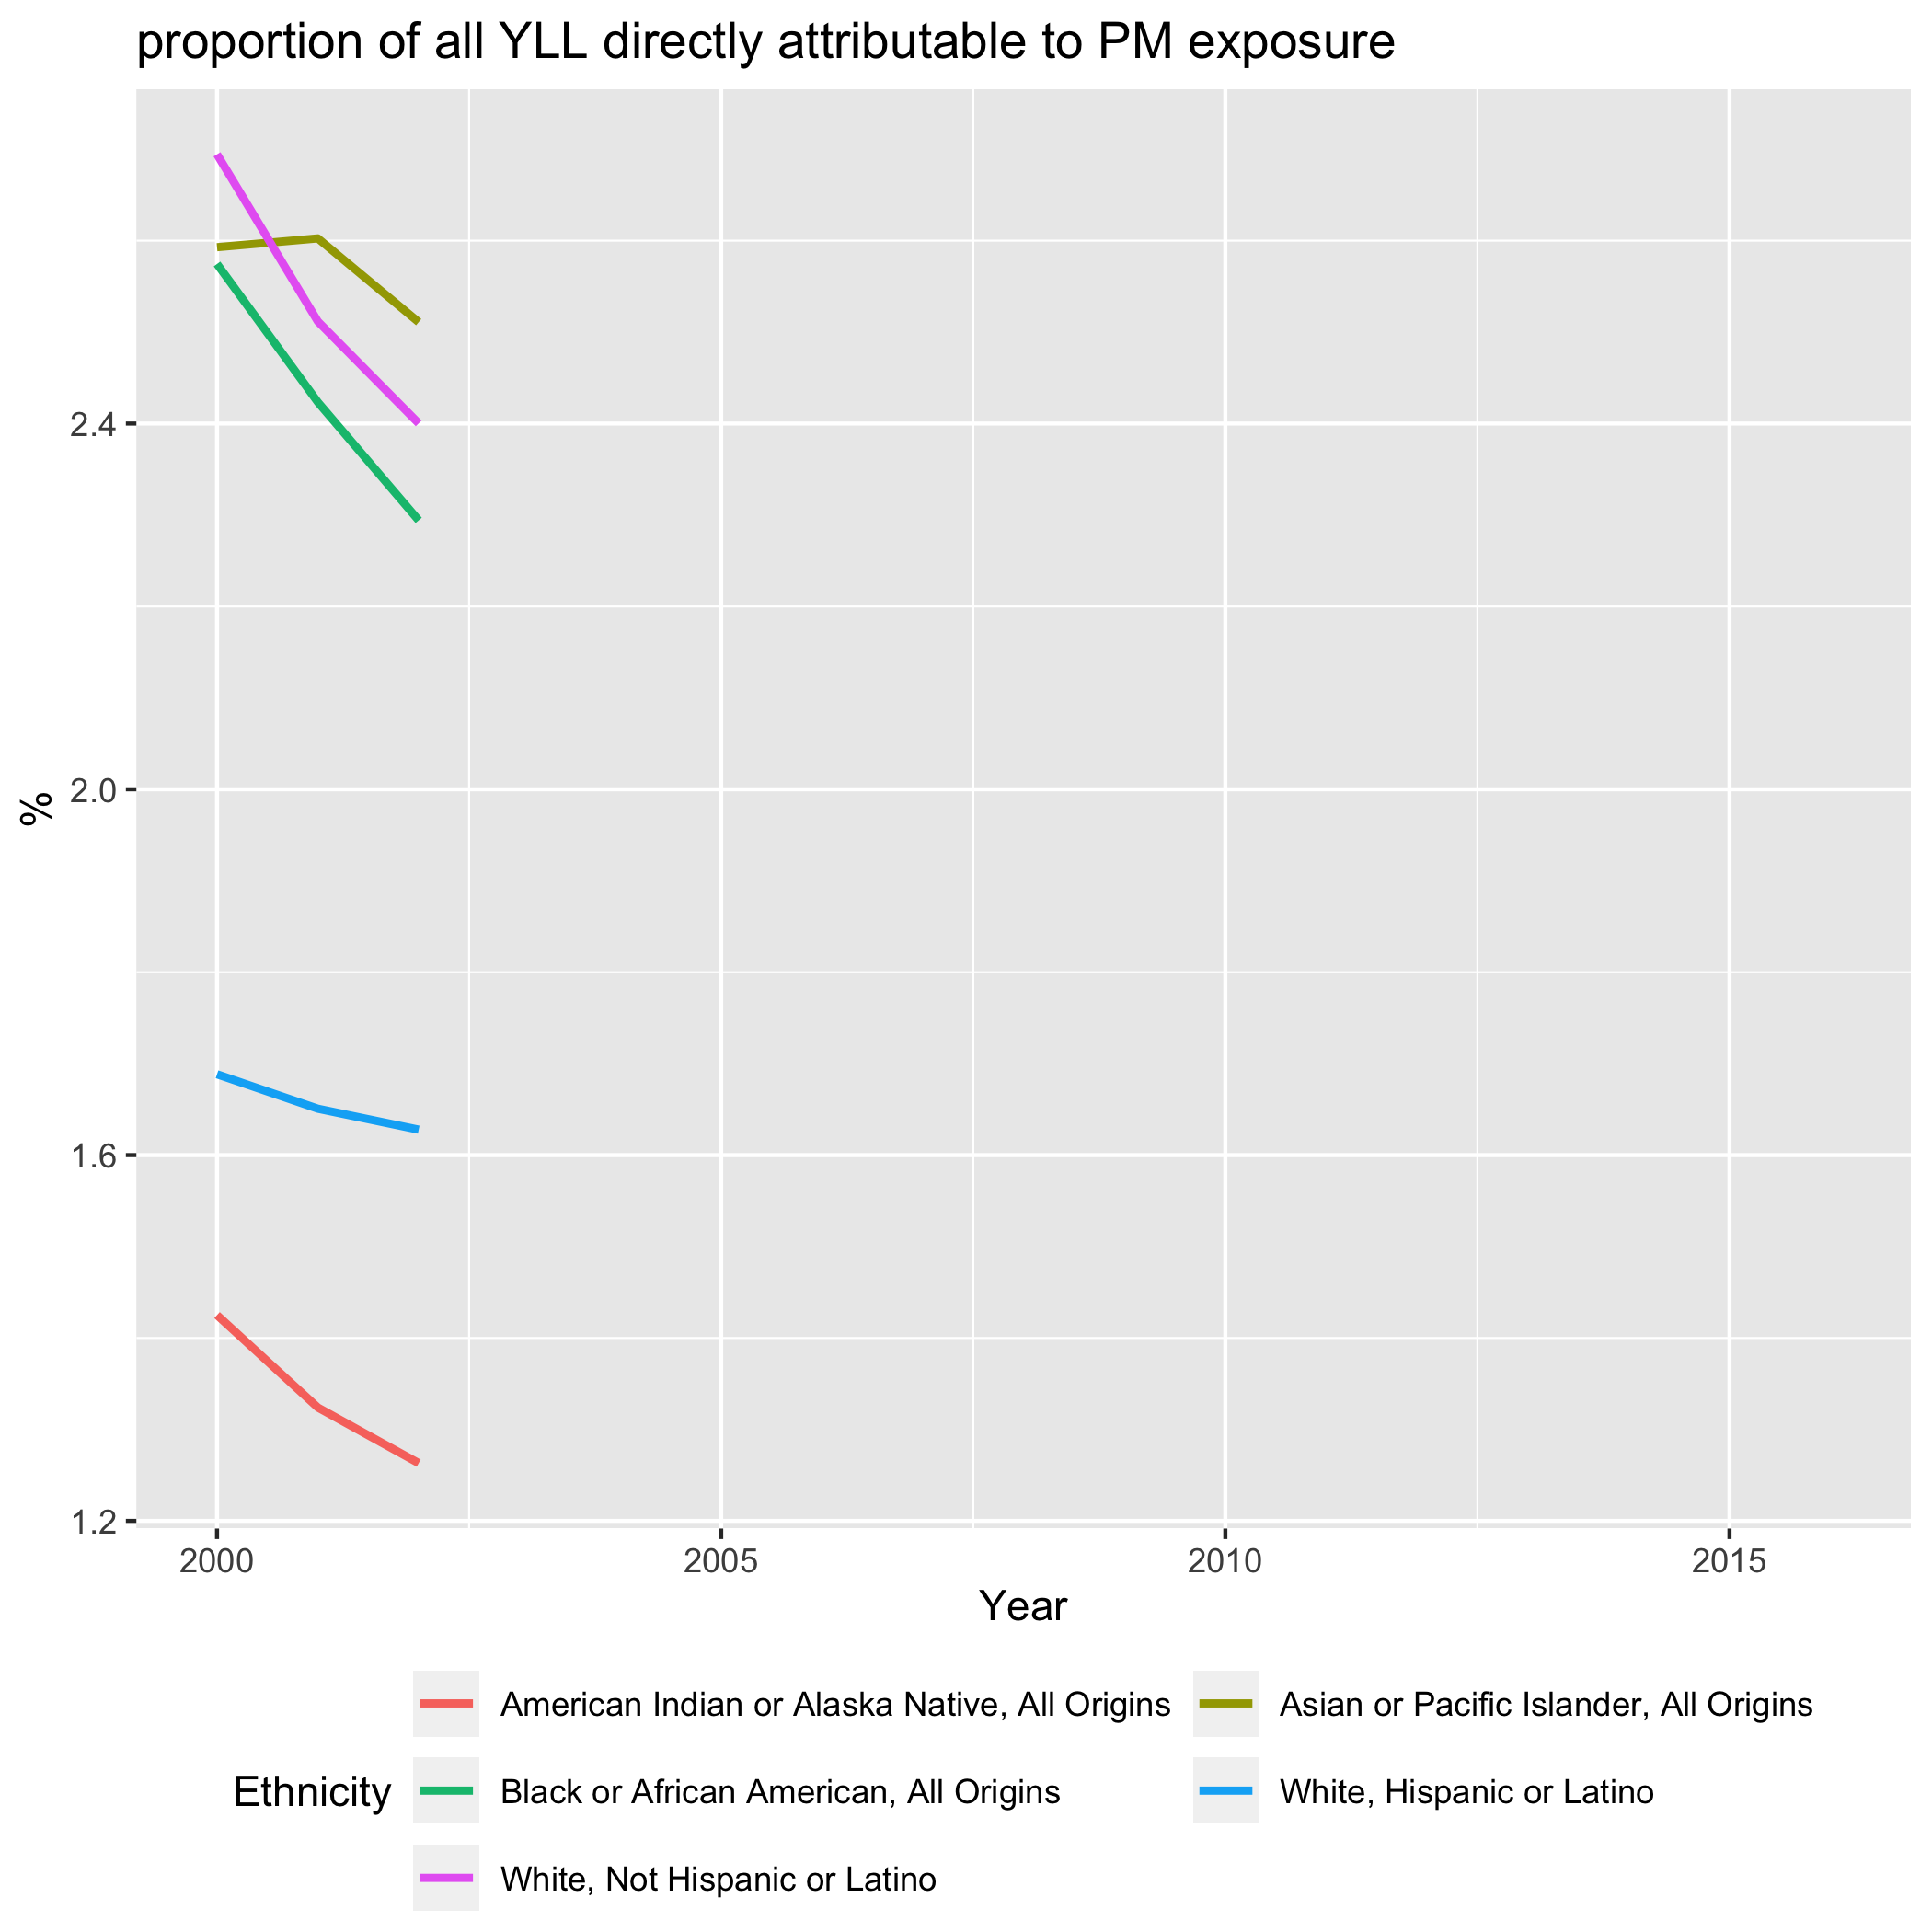 proportion of all YLL directly attributable to PM exposure
%
2.4
2.0
1.6
1.2
2000 2005 2010 2015
Year
Ethnicity
American Indian or Alaska Native, All Origins
Asian or Pacific Islander, All Origins
Black or African American, All Origins
White, Hispanic or Latino
White, Not Hispanic or Latino